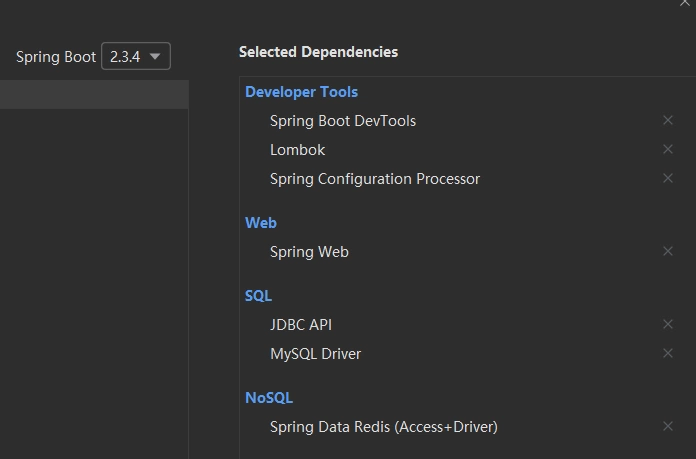 Spring Boot 2.3.4
Selected Dependencies
Developer Tools
Spring Boot DevTools
Lombok
Spring Configuration Processor
Web
Spring Web
SQL
JDBC API
MySQL Driver
NoSQL
Spring Data Redis (Access+Driver)